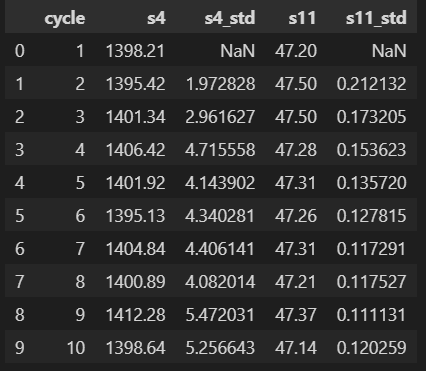 cycle s4 s4_std s11 s11_std
0 1 1398.21 NaN 47.20 NaN
1 2 1395.42 1.972828 47.50 0.212132
2 3 1401.34 2.961627 47.50 0.173205
3 4 1406.42 4.715558 47.28 0.153623
4 5 1401.92 4.143902 47.31 0.135720
5 6 1395.13 4.340281 47.26 0.127815
6 7 1404.84 4.406141 47.31 0.117291
7 8 1400.89 4.082014 47.21 0.117527
8 9 1412.28 5.472031 47.37 0.111131
9 10 1398.64 5.256643 47.14 0.120259